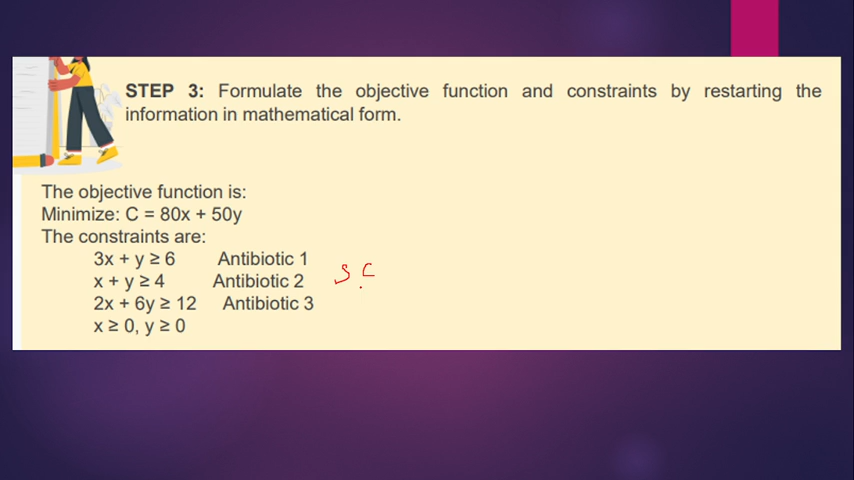 STEP 3: Formulate the objective function and constraints by restarting the
information in mathematical form.
The objective function is:
Minimize: C = 80x + 50y
The constraints are:
3x + y ≥ 6 Antibiotic 1
x + y ≥ 4 Antibiotic 2
2x + 6y ≥ 12 Antibiotic 3
x ≥ 0, y ≥ 0